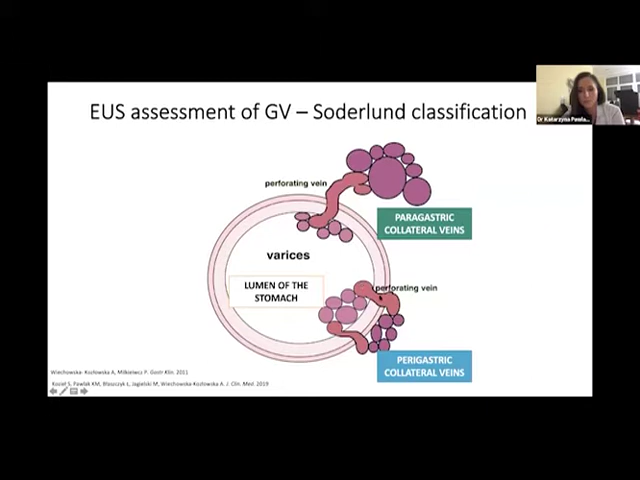 Dr Katarzyna Pawla...
EUS assessment of GV – Soderlund classification
perforating vein
PARAGASTRIC
COLLATERAL VEINS
varices
LUMEN OF THE
STOMACH
perforating vein
PERIGASTRIC
COLLATERAL VEINS
Wiechowska- Kozłowska A, Milkiewicz P. Gastr Klin. 2011
Kozieł S, Pawlak KM, Błaszczyk L, Jagielski M, Wiechowska-Kozłowska A. J. Clin. Med. 2019